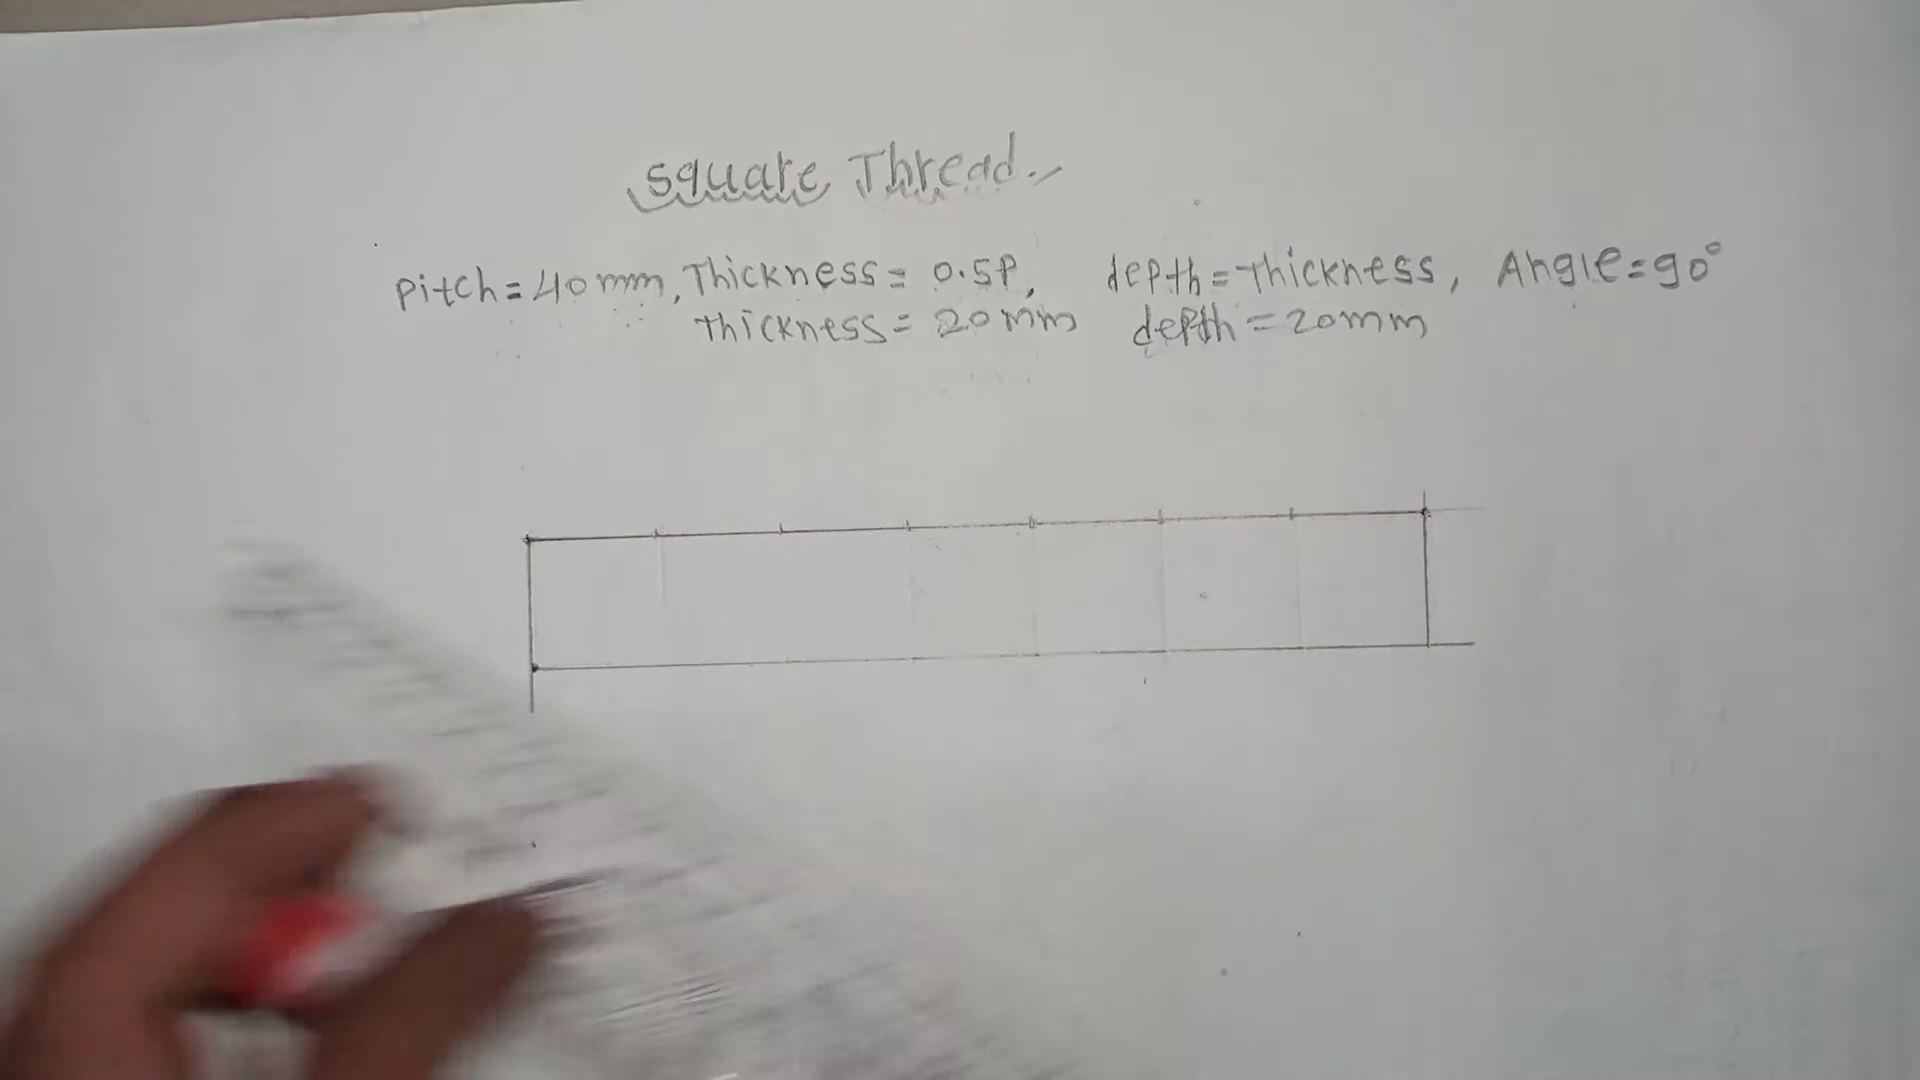 Square Thread.
Pitch = 40mm, Thickness = 0.5P, depth = Thickness, Angle = 90°
Thickness = 20mm depth = 20mm